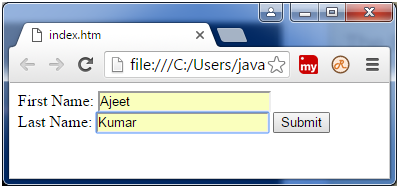 index.htm
file:///C:/Users/java
my
R
First Name: Ajeet
Last Name: Kumar Submit